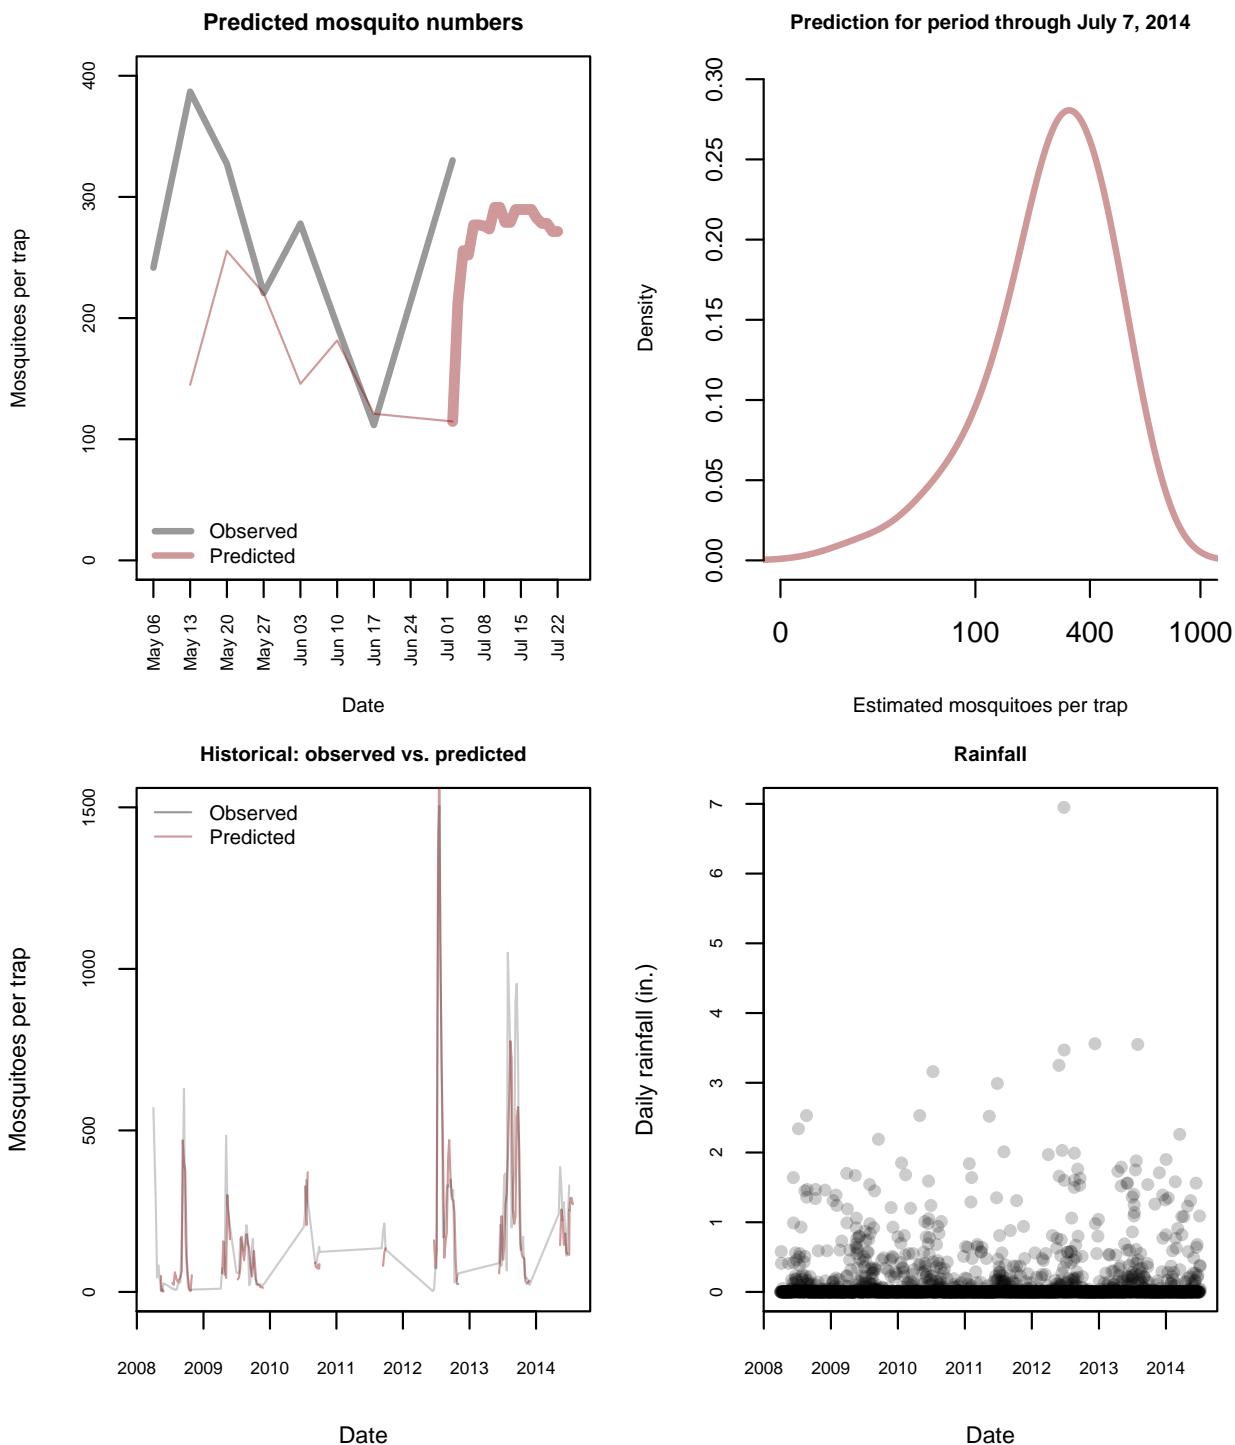 Predicted mosquito numbers
Mosquitoes per trap
400
300
200
100
0
Observed
Predicted
May 06
May 13
May 20
May 27
Jun 03
Jun 10
Jun 17
Jun 24
Jul 01
Jul 08
Jul 15
Jul 22
Date
Prediction for period through July 7, 2014
Density
0.30
0.25
0.20
0.15
0.10
0.05
0.00
0 100 400 1000
Estimated mosquitoes per trap
Historical: observed vs. predicted
Mosquitoes per trap
1500
1000
500
0
Observed
Predicted
2008 2009 2010 2011 2012 2013 2014
Date
Rainfall
Daily rainfall (in.)
7
6
5
4
3
2
1
0
2008 2009 2010 2011 2012 2013 2014
Date